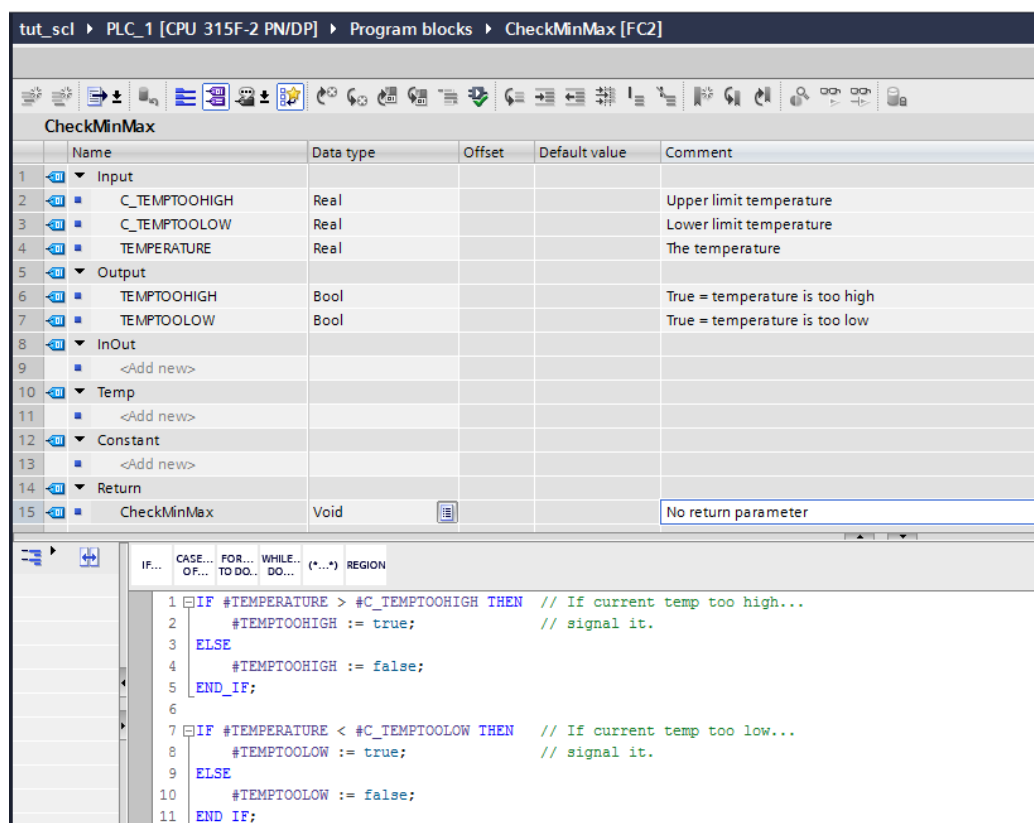 tut_scl ▸ PLC_1 [CPU 315F-2 PN/DP] ▸ Program blocks ▸ CheckMinMax [FC2]
CheckMinMax
Name Data type Offset Default value Comment
1 Input
2 C_TEMPTOOHIGH Real Upper limit temperature
3 C_TEMPTOOLOW Real Lower limit temperature
4 TEMPERATURE Real The temperature
5 Output
6 TEMPTOOHIGH Bool True = temperature is too high
7 TEMPTOOLOW Bool True = temperature is too low
8 InOut
9 <Add new>
10 Temp
11 <Add new>
12 Constant
13 <Add new>
14 Return
15 CheckMinMax Void No return parameter
IF... CASE... FOR... WHILE.. (*...*) REGION
OF... TO DO.. DO...
1 IF #TEMPERATURE > #C_TEMPTOOHIGH THEN // If current temp too high...
2 #TEMPTOOHIGH := true; // signal it.
3 ELSE
4 #TEMPTOOHIGH := false;
5 END_IF;
6
7 IF #TEMPERATURE < #C_TEMPTOOLOW THEN // If current temp too low...
8 #TEMPTOOLOW := true; // signal it.
9 ELSE
10 #TEMPTOOLOW := false;
11 END_IF;